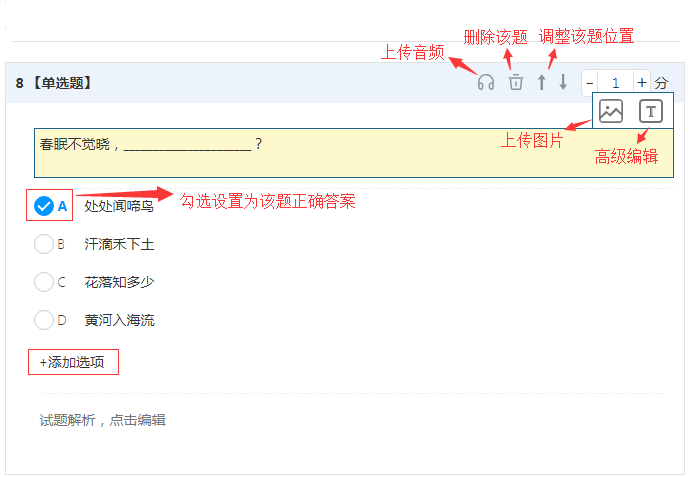 上传音频
删除该题
调整该题位置
8 【单选题】
- 1 + 分
T
上传图片
高级编辑
春眠不觉晓，____________________？
A 处处闻啼鸟
勾选设置为该题正确答案
B 汗滴禾下土
C 花落知多少
D 黄河入海流
+添加选项
试题解析，点击编辑